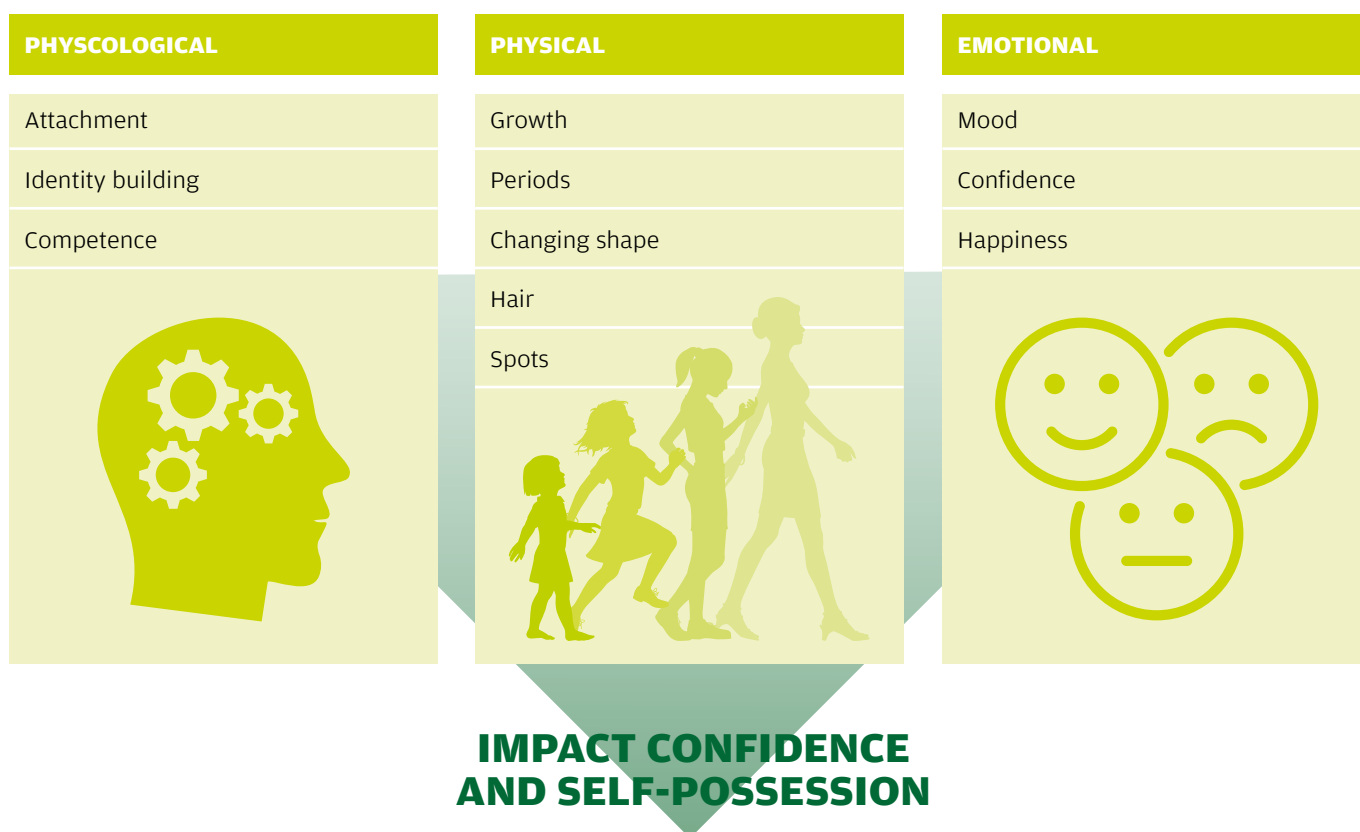 PHYSCOLOGICAL
Attachment
Identity building
Competence
PHYSICAL
Growth
Periods
Changing shape
Hair
Spots
EMOTIONAL
Mood
Confidence
Happiness
IMPACT CONFIDENCE
AND SELF-POSSESSION